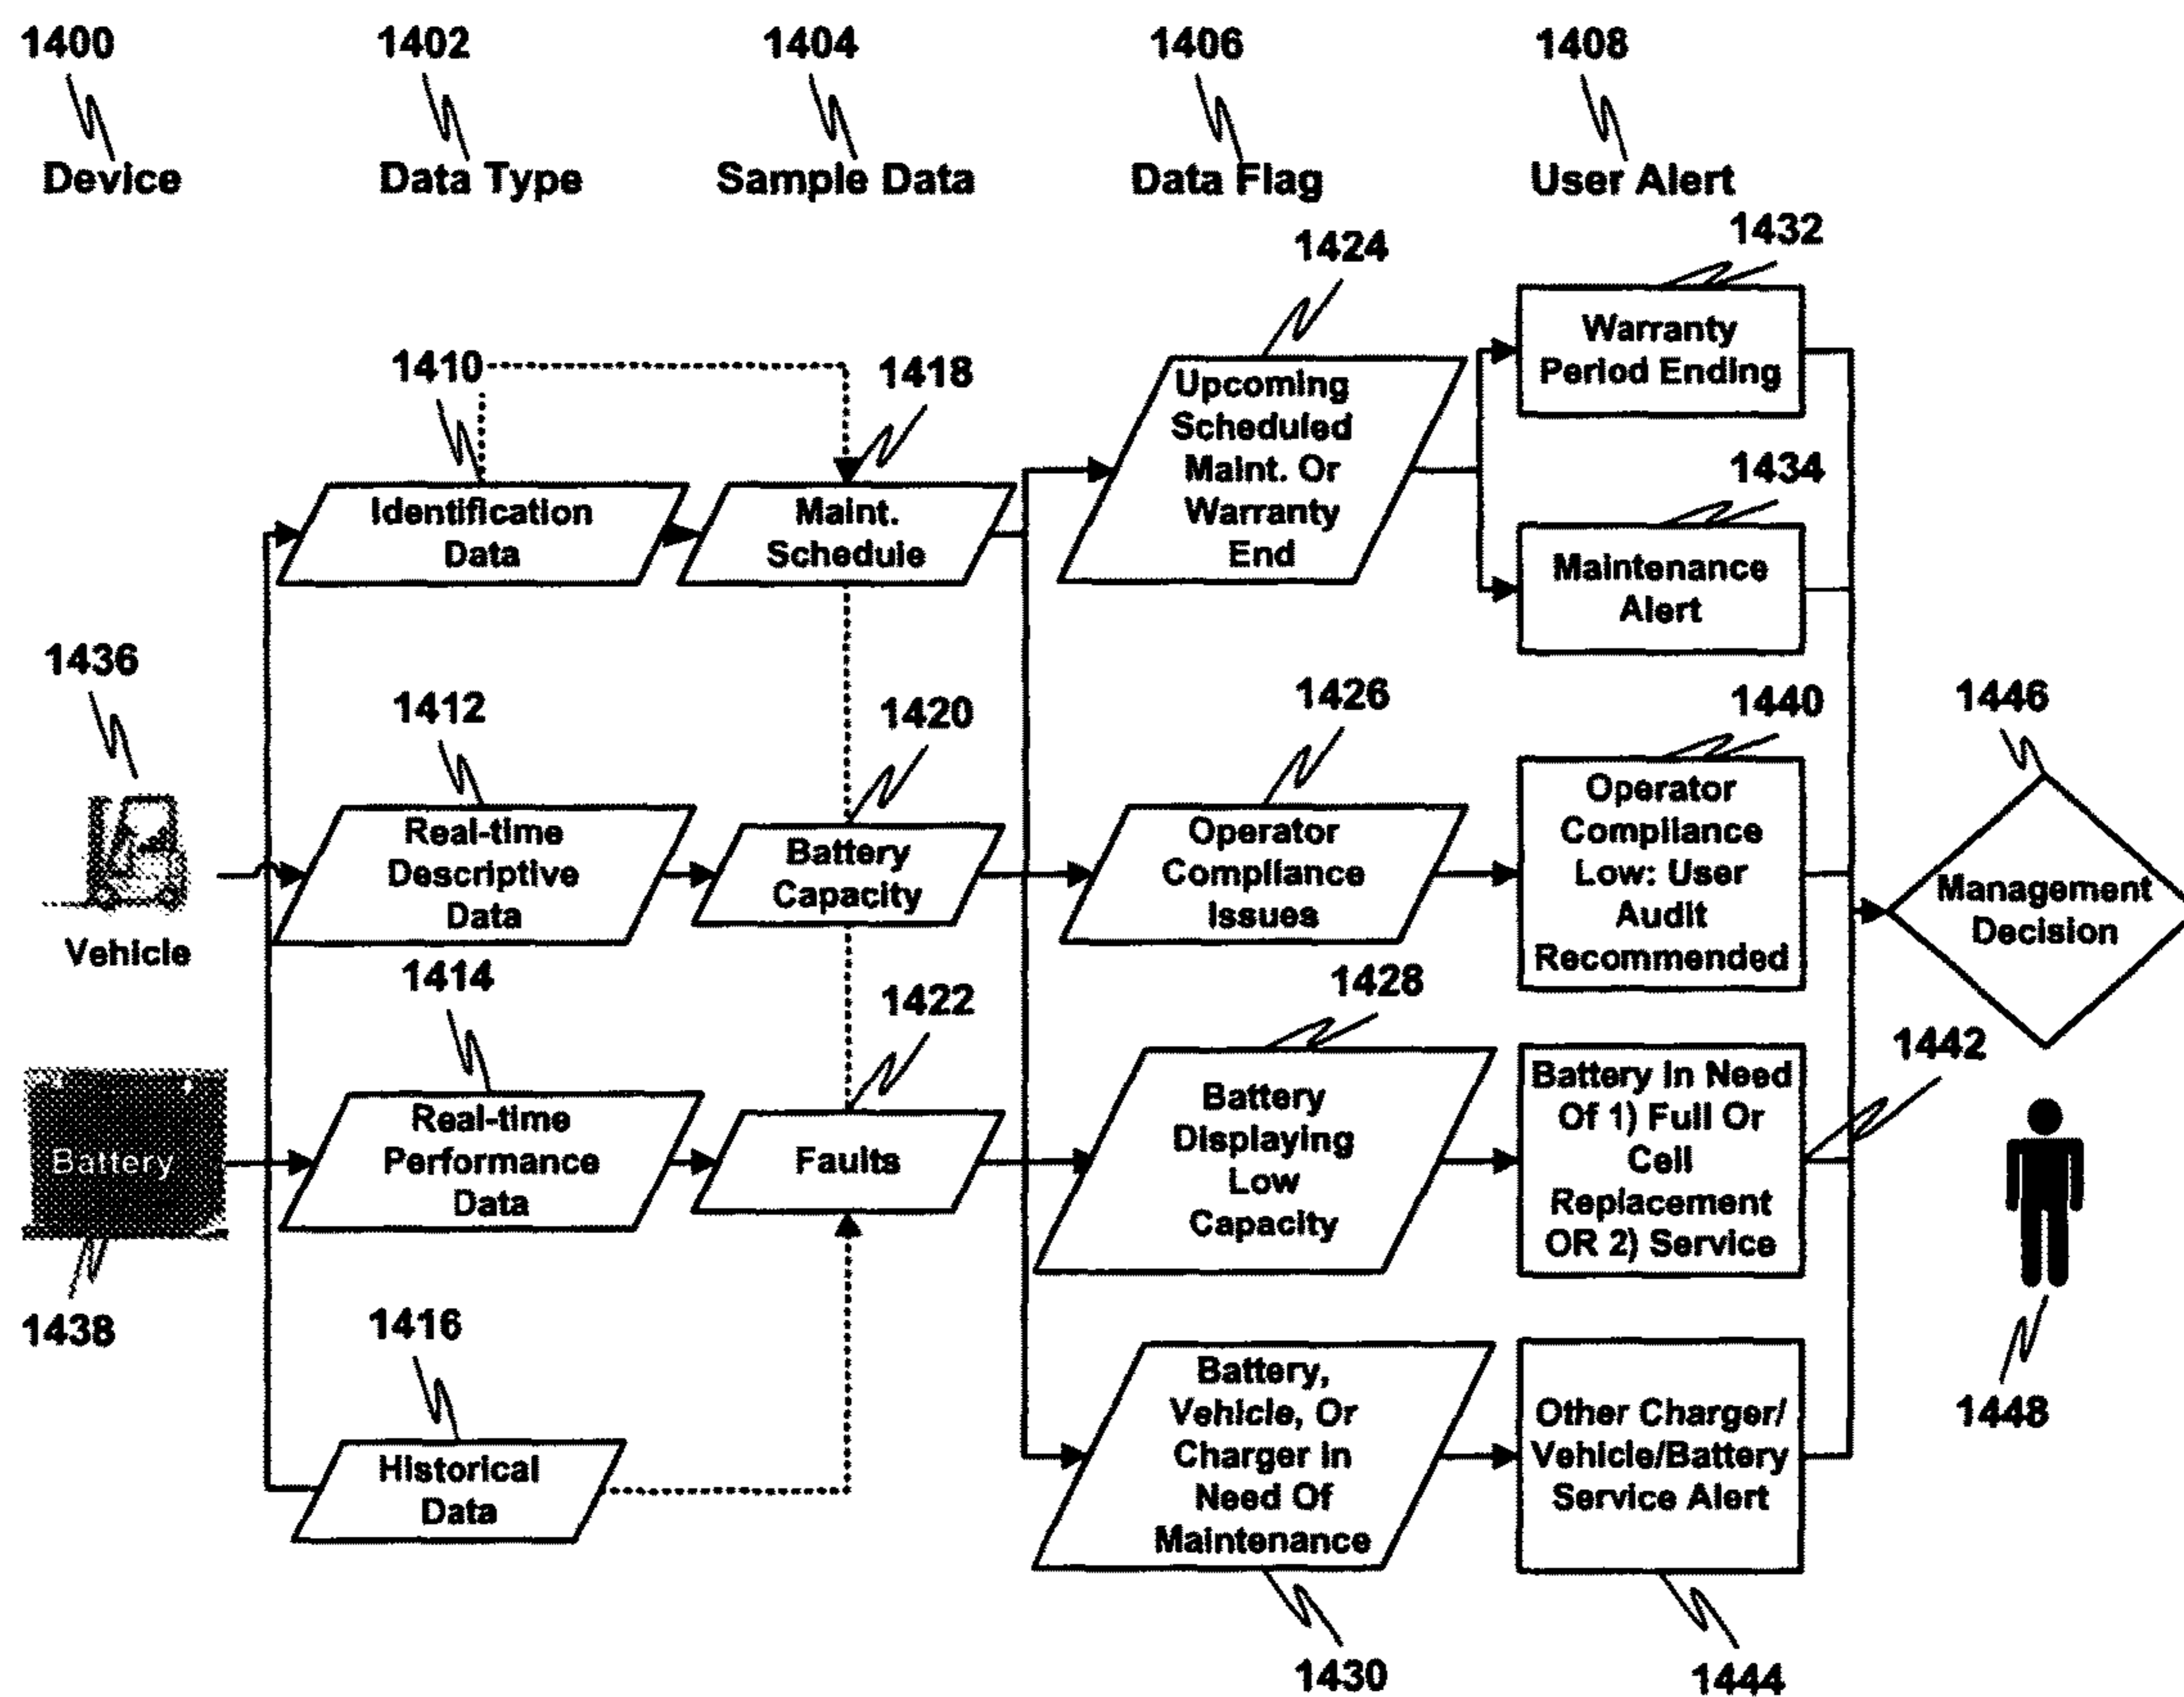 1400
1402
1404
1406
1408
Device
Data Type
Sample Data
Data Flag
User Alert
1410
1418
1424
1432
Identification
Data
Maint.
Schedule
Upcoming
Scheduled
Maint. Or
Warranty
End
Warranty
Period Ending
1434
Maintenance
Alert
1436
Vehicle
1412
Real-time
Descriptive
Data
1420
Battery
Capacity
1426
Operator
Compliance
Issues
1440
Operator
Compliance
Low: User
Audit
Recommended
1446
Management
Decision
Battery
1438
1414
Real-time
Performance
Data
1422
Faults
1428
Battery
Displaying
Low
Capacity
1442
Battery In Need
Of 1) Full Or
Cell
Replacement
OR 2) Service
1448
1416
Historical
Data
Battery,
Vehicle, Or
Charger in
Need Of
Maintenance
1430
Other Charger/
Vehicle/Battery
Service Alert
1444